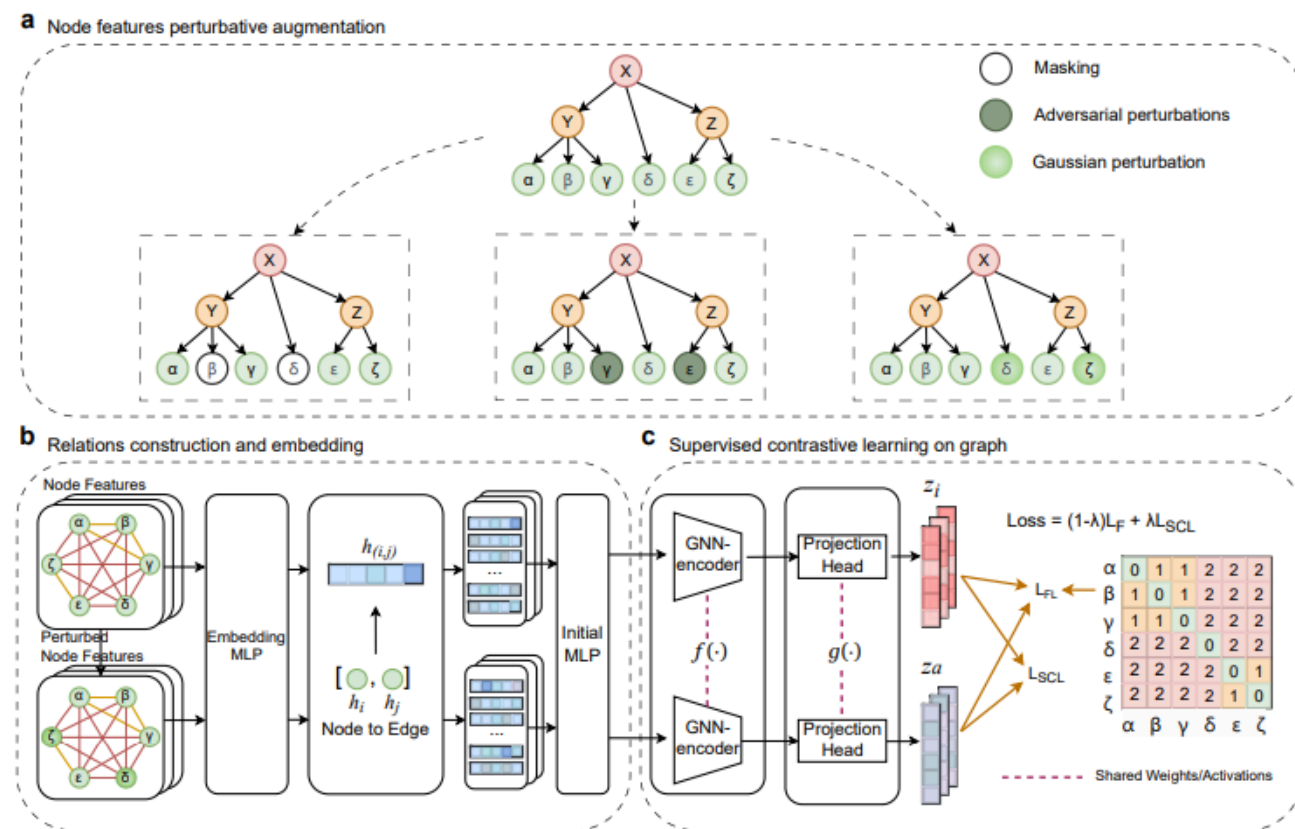 a Node features perturbative augmentation
X
Y Z
α β γ δ ε ζ
Masking
Adversarial perturbations
Gaussian perturbation
X
Y Z
α β γ δ ε ζ
X
Y Z
α β γ δ ε ζ
X
Y Z
α β γ δ ε ζ
b Relations construction and embedding
Node Features
α β
ζ γ
ε δ
Perturbed
Node Features
α β
ζ γ
ε δ
Embedding
MLP
h(i,j)
[ , ]
hi hj
Node to Edge
...
...
Initial
MLP
c Supervised contrastive learning on graph
GNN-
encoder
f(·)
GNN-
encoder
Projection
Head
g(·)
Projection
Head
zi
za
Loss = (1-λ)LF + λLSCL
LFL
LSCL
α 0 1 1 2 2 2
β 1 0 1 2 2 2
γ 1 1 0 2 2 2
δ 2 2 2 0 2 2
ε 2 2 2 2 0 1
ζ 2 2 2 2 1 0
α β γ δ ε ζ
Shared Weights/Activations